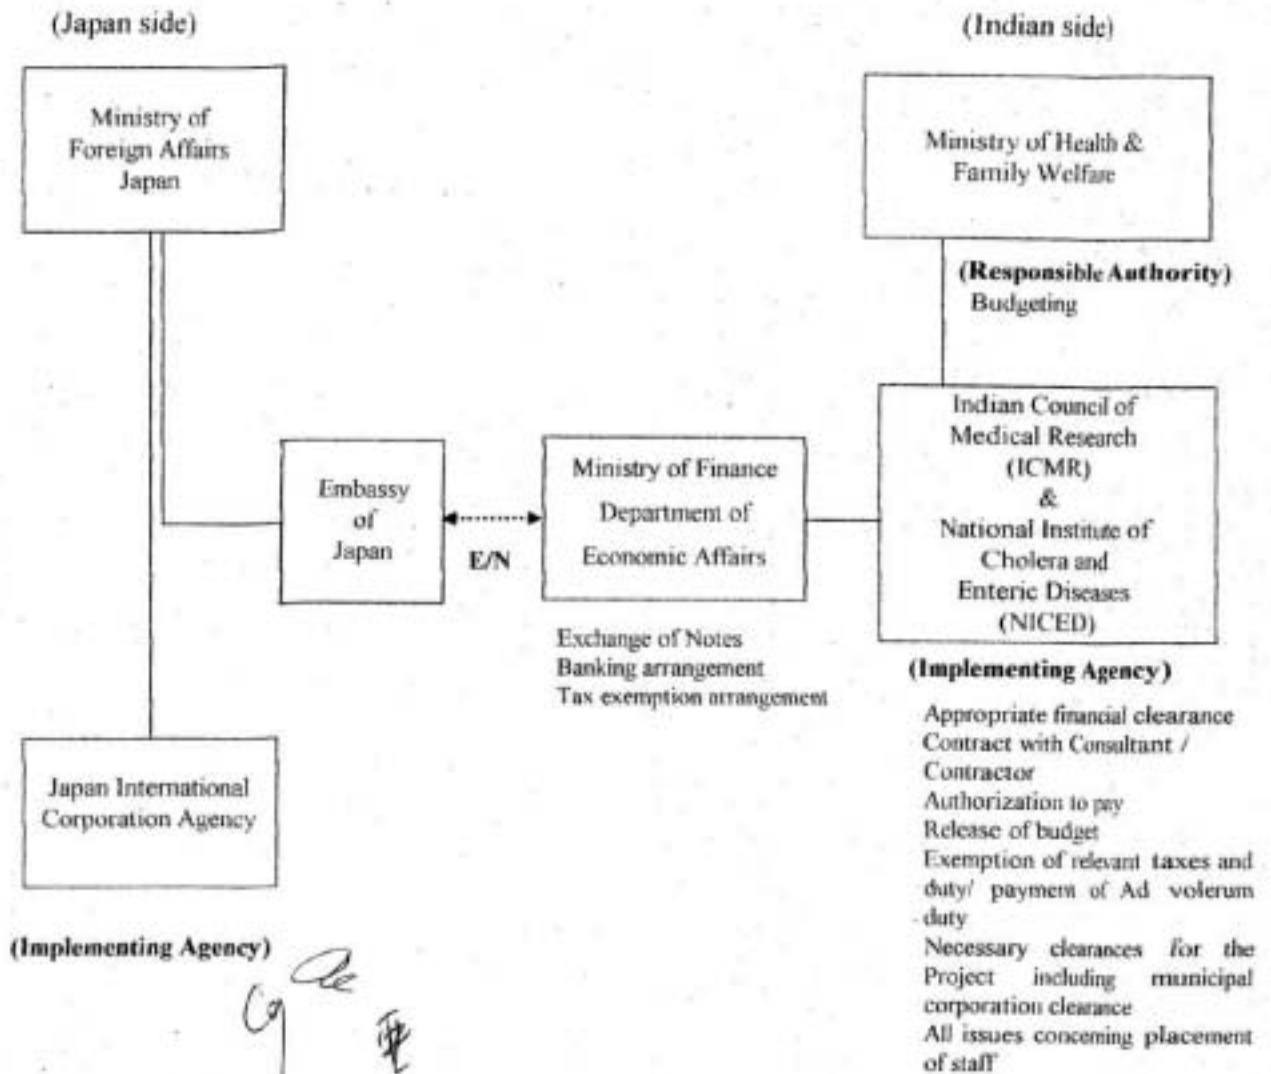 (Japan side)
(Indian side)
Ministry of
Foreign Affairs
Japan
Ministry of Health &
Family Welfare
(Responsible Authority)
Budgeting
Embassy
of
Japan
E/N
Ministry of Finance
Department of
Economic Affairs
Exchange of Notes
Banking arrangement
Tax exemption arrangement
Indian Council of
Medical Research
(ICMR)
&
National Institute of
Cholera and
Enteric Diseases
(NICED)
(Implementing Agency)
Appropriate financial clearance
Contract with Consultant /
Contractor
Authorization to pay
Release of budget
Exemption of relevant taxes and
duty/ payment of Ad volerum
duty
Necessary clearances for the
Project including municipal
corporation clearance
All issues concerning placement
of staff
Japan International
Corporation Agency
(Implementing Agency)